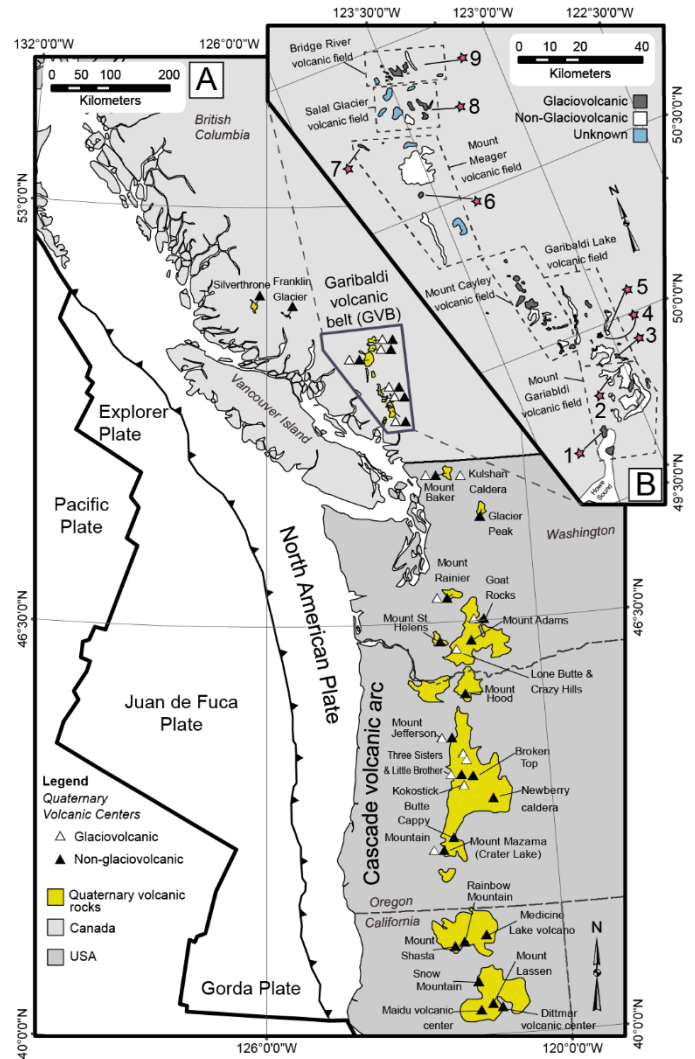 132°0'0"W
126°0'0"W
123°30'0"W
123°0'0"W
122°30'0"W
0 50 100 200
Kilometers
A
British
Columbia
53°0'0"N
Silverthrone
Franklin
Glacier
Garibaldi
volcanic
belt (GVB)
Vancouver Island
Bridge River
volcanic field
9
0 10 20 40
Kilometers
Glaciovolcanic
Non-Glaciovolcanic
Unknown
Salal Glacier
volcanic field
8
50°30'0"N
7
Mount
Meager
volcanic field
6
N
Garibaldi Lake
volcanic field
50°0'0"N
Mount Cayley
volcanic field
5
4
3
Mount
Gariabldi
volcanic field
2
1
Howe
Sound
B
49°30'0"N
Explorer
Plate
Pacific
Plate
North American Plate
Juan de Fuca
Plate
Gorda Plate
Cascade volcanic arc
Mount
Baker
Kulshan
Caldera
Glacier
Peak
Washington
Mount
Rainier
Goat
Rocks
46°30'0"N
46°30'0"N
Mount St.
Helens
Mount Adams
Lone Butte &
Crazy Hills
Mount
Hood
Mount
Jefferson
Three Sisters
& Little Brother
Broken
Top
Kokostick
Butte
Newberry
caldera
Cappy
Mountain
Mount Mazama
(Crater Lake)
Rainbow
Mountain
Oregon
California
Medicine
Lake volcano
Mount
Shasta
Mount
Lassen
Snow
Mountain
Maidu volcanic
center
Dittmar
volcanic center
N
Legend
Quaternary
Volcanic Centers
Glaciovolcanic
Non-glaciovolcanic
Quaternary volcanic
rocks
Canada
USA
40°0'0"N
40°0'0"N
126°0'0"W
120°0'0"W